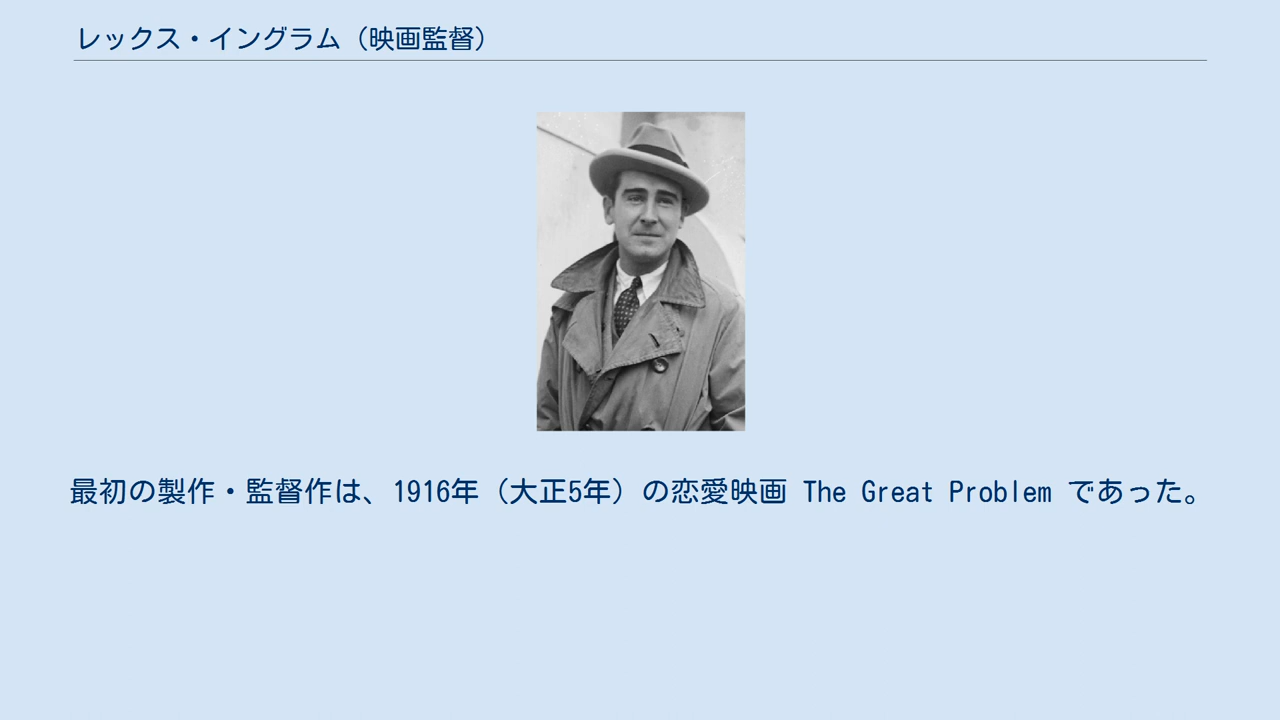 レックス・イングラム（映画監督）
最初の製作・監督作は、1916年（大正5年）の恋愛映画 The Great Problem であった。